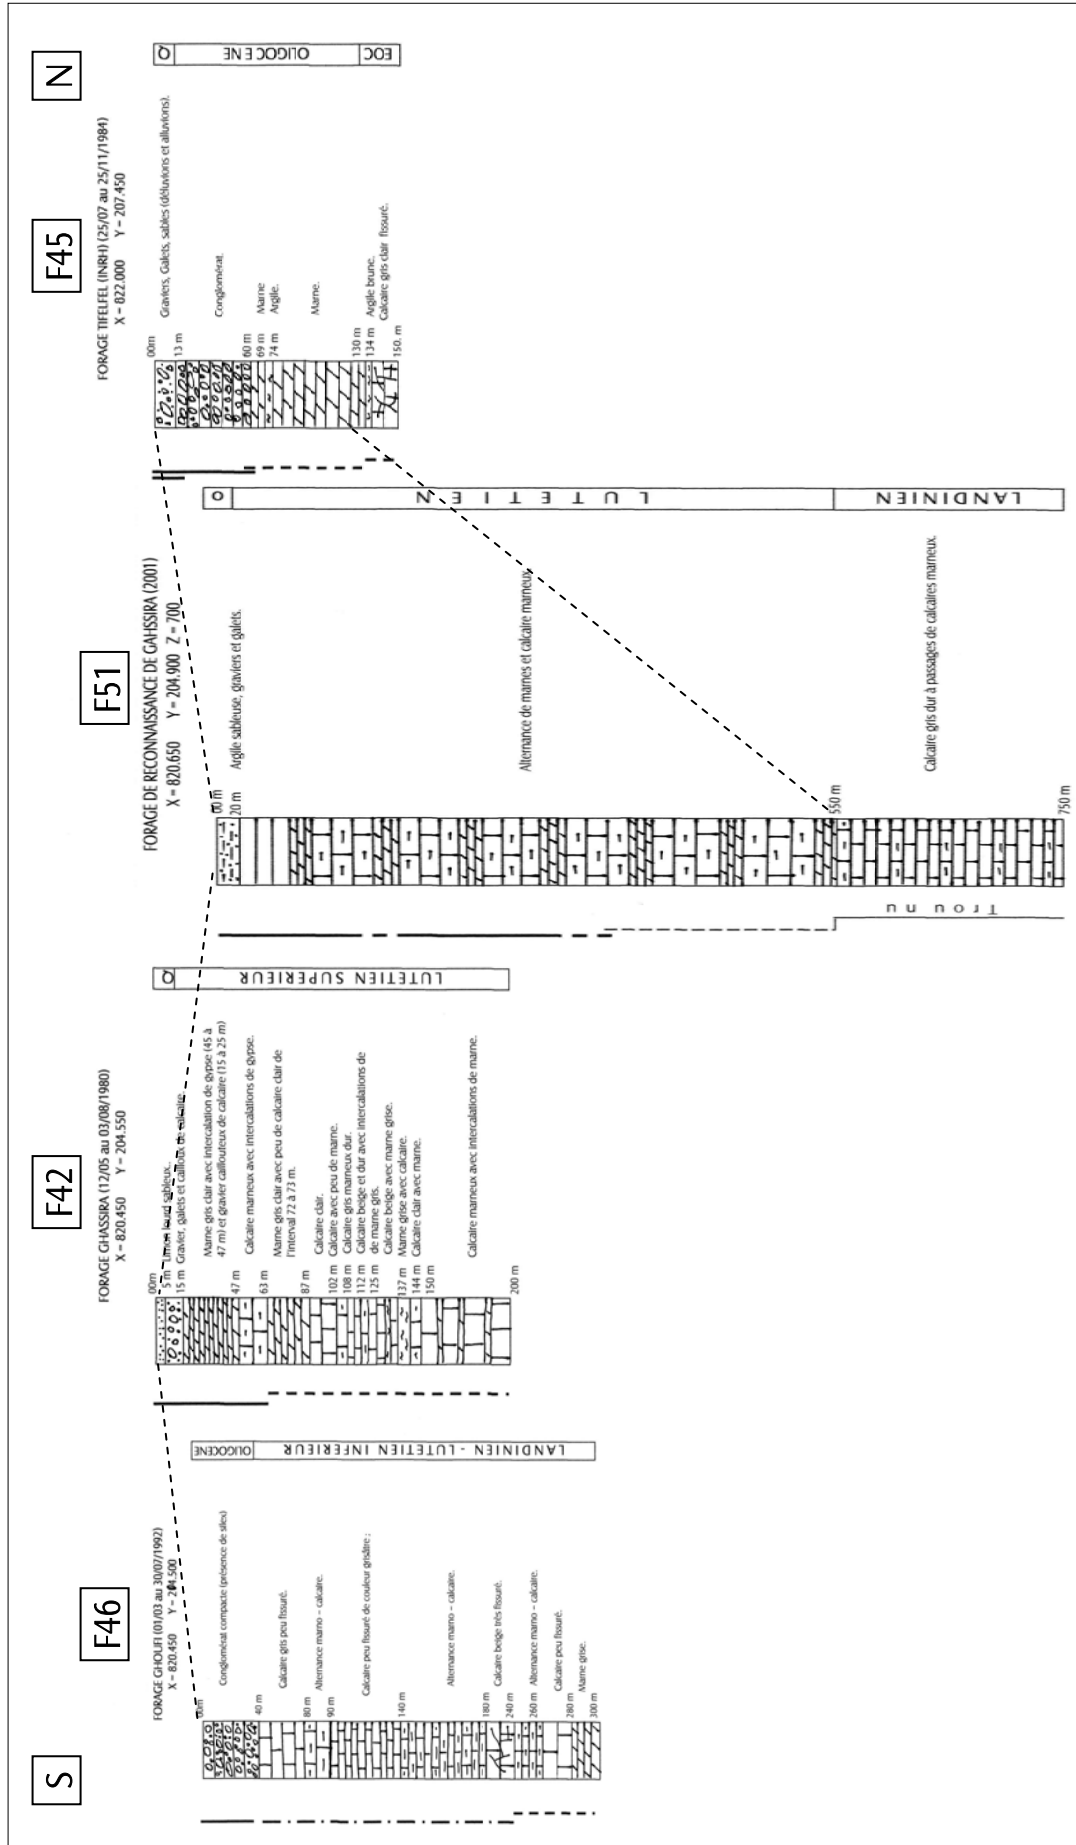 S
F46
FORAGE GHOUFI (01/03 au 30/07/1992)
X = 820.450 Y = 204.500
00m
40 m
80 m
90 m
140 m
180 m
240 m
260 m
280 m
300 m
Conglomérat compacte (présence de silex)
Calcaire gris peu fissuré.
Alternance marno – calcaire.
Calcaire peu fissuré de couleur grisâtre ;
Alternance marno – calcaire.
Calcaire beige très fissuré.
Alternance marno – calcaire.
Calcaire peu fissuré.
Marne grise.
OLIGOCENE
LANDINIEN - LUTETIEN INFERIEUR
F42
FORAGE GHASSIRA (12/05 au 03/08/1980)
X = 820.450 Y = 204.550
00m
5 m Limon lourd sableux.
15 m Gravier, galets et cailloux de calcaire.
Marne gris clair avec intercalation de gypse (45 à
47 m) et gravier caillouteux de calcaire (15 à 25 m)
47 m
Calcaire marneux avec intercalations de gypse.
63 m
Marne gris clair avec peu de calcaire clair de
l'interval 72 à 73 m.
87 m
Calcaire clair.
102 m Calcaire avec peu de marne.
108 m Calcaire gris marneux dur.
112 m Calcaire beige et dur avec intercalations de
de marne gris.
125 m
Calcaire beige avec marne grise.
137 m Marne grise avec calcaire.
144 m Calcaire clair avec marne.
150 m
Calcaire marneux avec intercalations de marne.
200 m
Q
LUTETIEN SUPERIEUR
F51
FORAGE DE RECONNAISSANCE DE GAHSSIRA (2001)
X = 820.650 Y = 204.900 Z = 700
00 m
20 m
Argile sableuse, graviers et galets.
Alternance de marnes et calcaire marneux.
550 m
Calcaire gris dur à passages de calcaires marneux.
750 m
Trou nu
Q
LUTETIEN
LANDINIEN
N
F45
FORAGE TIFELFEL (INRH) (25/07 au 25/11/1984)
X = 822.000 Y = 207.450
00m
Graviers, Galets, sables (déluvions et alluvions).
13 m
Conglomérat.
60 m
Marne
69 m
Argile.
74 m
Marne.
130 m
Argile brune.
134 m
Calcaire gris clair fissuré.
150. m
Q
OLIGOCENE
EOC